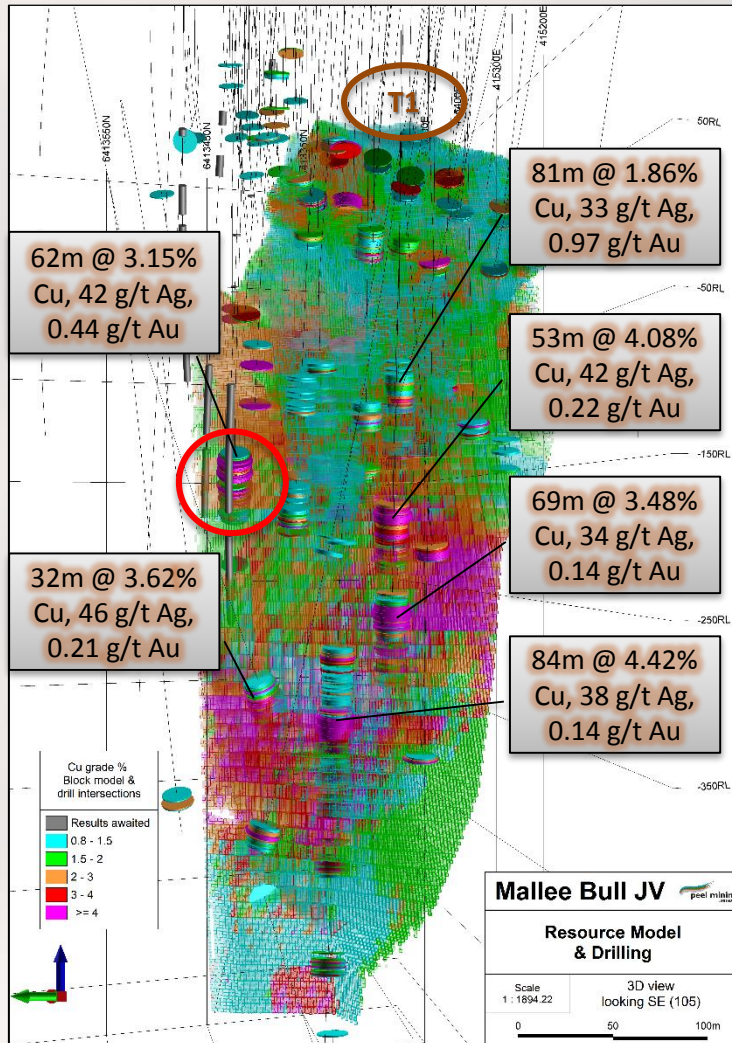 415200E
415300E
T1
6413550N
6413450N
50RL
81m @ 1.86%
Cu, 33 g/t Ag,
0.97 g/t Au
62m @ 3.15%
Cu, 42 g/t Ag,
0.44 g/t Au
-50RL
53m @ 4.08%
Cu, 42 g/t Ag,
0.22 g/t Au
-150RL
69m @ 3.48%
Cu, 34 g/t Ag,
0.14 g/t Au
32m @ 3.62%
Cu, 46 g/t Ag,
0.21 g/t Au
-250RL
84m @ 4.42%
Cu, 38 g/t Ag,
0.14 g/t Au
-350RL
Cu grade %
Block model &
drill intersections
Results awaited
0.8 - 1.5
1.5 - 2
2 - 3
3 - 4
>= 4
Mallee Bull JV peel mining
Resource Model
& Drilling
Scale
1 : 1894.22
3D view
looking SE (105)
0 50 100m